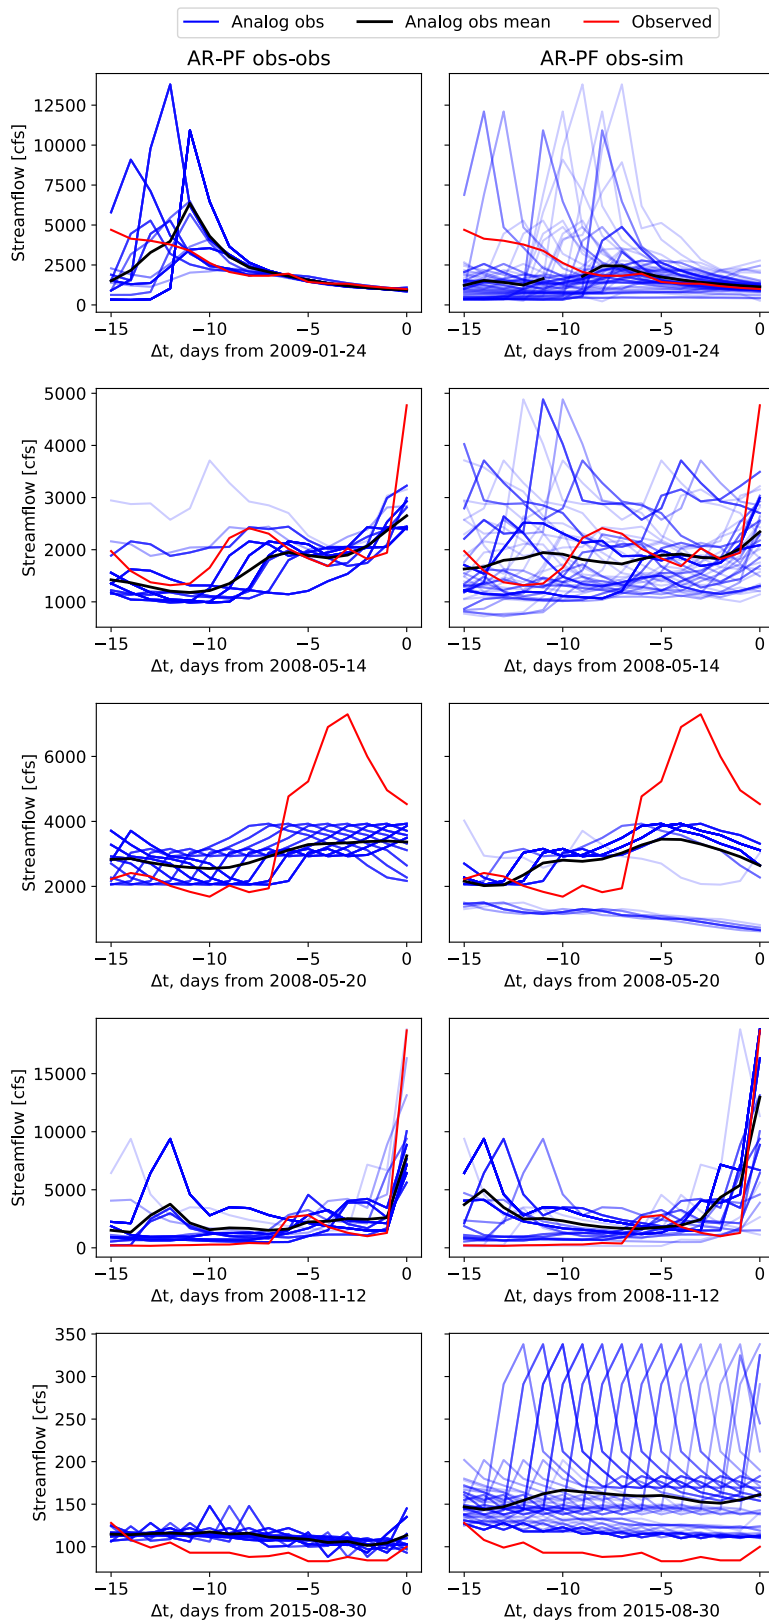 Analog obs Analog obs mean Observed
AR-PF obs-obs AR-PF obs-sim
Streamflow [cfs]
12500
10000
7500
5000
2500
0
−15 −10 −5 0 −15 −10 −5 0
Δt, days from 2009-01-24 Δt, days from 2009-01-24
Streamflow [cfs]
5000
4000
3000
2000
1000
−15 −10 −5 0 −15 −10 −5 0
Δt, days from 2008-05-14 Δt, days from 2008-05-14
Streamflow [cfs]
6000
4000
2000
−15 −10 −5 0 −15 −10 −5 0
Δt, days from 2008-05-20 Δt, days from 2008-05-20
Streamflow [cfs]
15000
10000
5000
0
−15 −10 −5 0 −15 −10 −5 0
Δt, days from 2008-11-12 Δt, days from 2008-11-12
Streamflow [cfs]
350
300
250
200
150
100
−15 −10 −5 0 −15 −10 −5 0
Δt, days from 2015-08-30 Δt, days from 2015-08-30